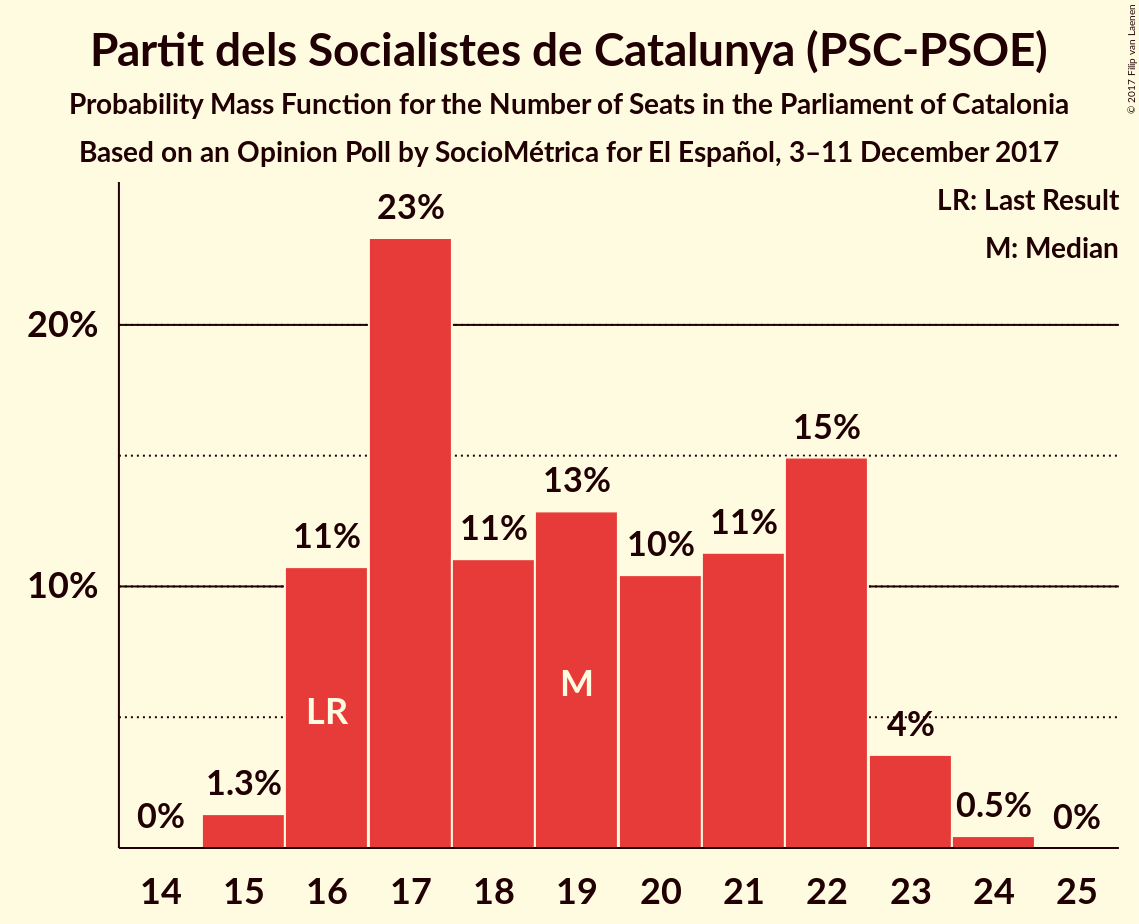 Partit dels Socialistes de Catalunya (PSC-PSOE)
Probability Mass Function for the Number of Seats in the Parliament of Catalonia
Based on an Opinion Poll by SocioMétrica for El Español, 3–11 December 2017
© 2017 Filip van Laenen
LR: Last Result
M: Median
20%
10%
0%
1.3%
11%
23%
11%
13%
10%
11%
15%
4%
0.5%
0%
LR
M
14 15 16 17 18 19 20 21 22 23 24 25